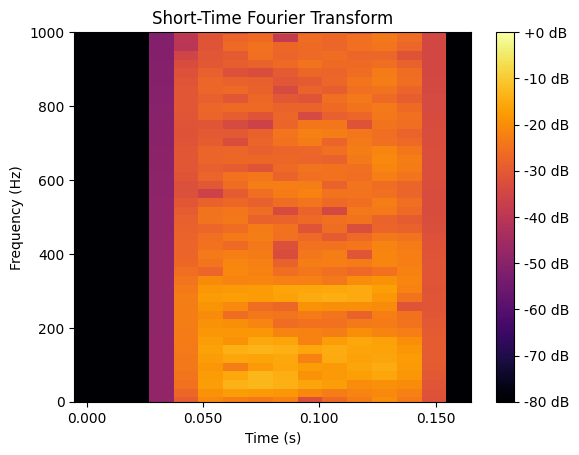 Short-Time Fourier Transform
1000
800
600
400
200
0
Frequency (Hz)
0.000
0.050
0.100
0.150
Time (s)
+0 dB
-10 dB
-20 dB
-30 dB
-40 dB
-50 dB
-60 dB
-70 dB
-80 dB